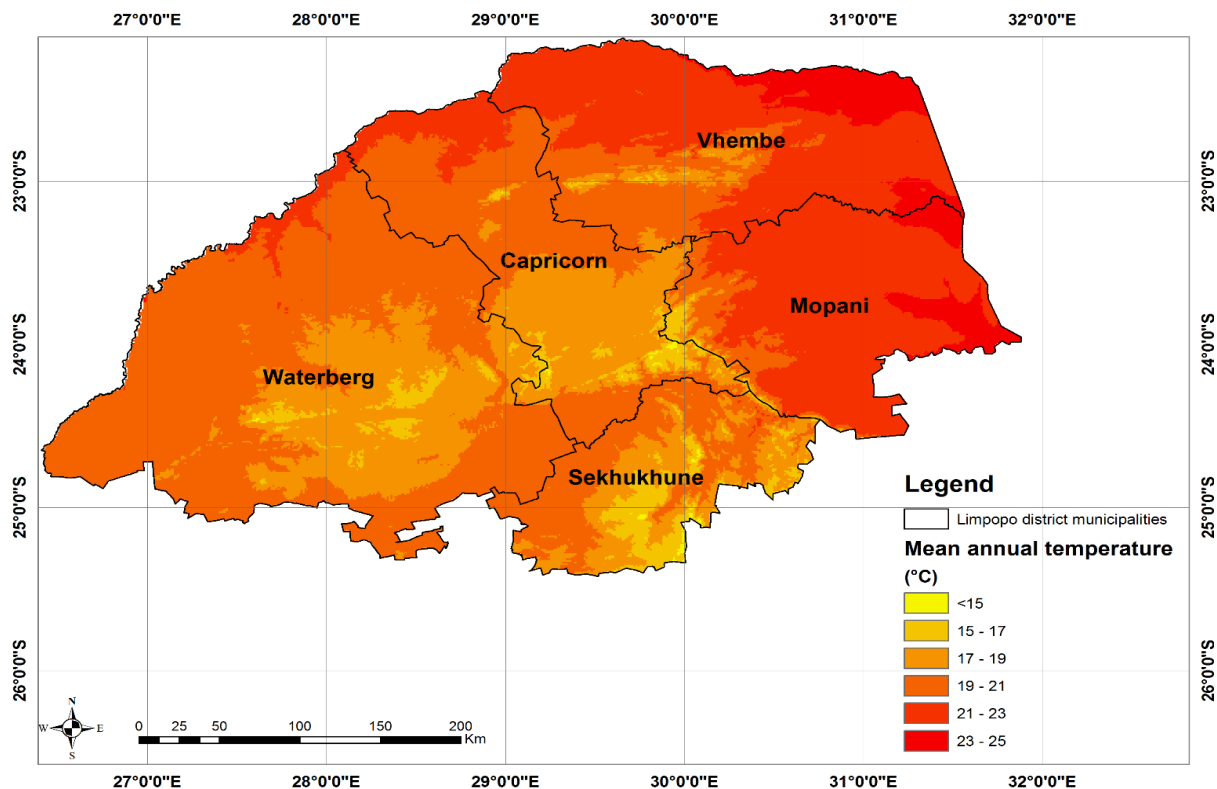 27°0'0"E 28°0'0"E 29°0'0"E 30°0'0"E 31°0'0"E 32°0'0"E
23°0'0"S 23°0'0"S
24°0'0"S 24°0'0"S
25°0'0"S 25°0'0"S
26°0'0"S 26°0'0"S
Vhembe
Capricorn
Mopani
Waterberg
Sekhukhune
Legend
Limpopo district municipalities
Mean annual temperature
(°C)
<15
15 - 17
17 - 19
19 - 21
21 - 23
23 - 25
N
W E
S
0 25 50 100 150 200
Km
27°0'0"E 28°0'0"E 29°0'0"E 30°0'0"E 31°0'0"E 32°0'0"E